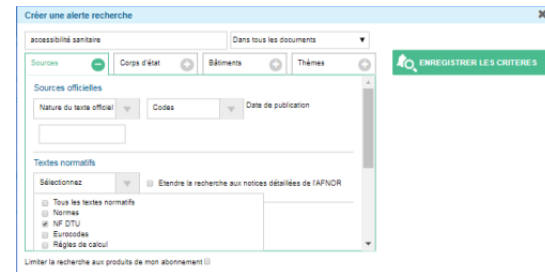 Créer une alerte recherche
accessibilité sanitaire Dans tous les documents
Sources Corps d'état Bâtiments Thèmes
ENREGISTRER LES CRITERES
Sources officielles
Nature du texte officiel Codes Date de publication
Textes normatifs
Sélectionnez Etendre la recherche aux notices détaillées de l'AFNOR
Tous les textes normatifs
Normes
NF DTU
Eurocodes
Règles de calcul
Limiter la recherche aux produits de mon abonnement